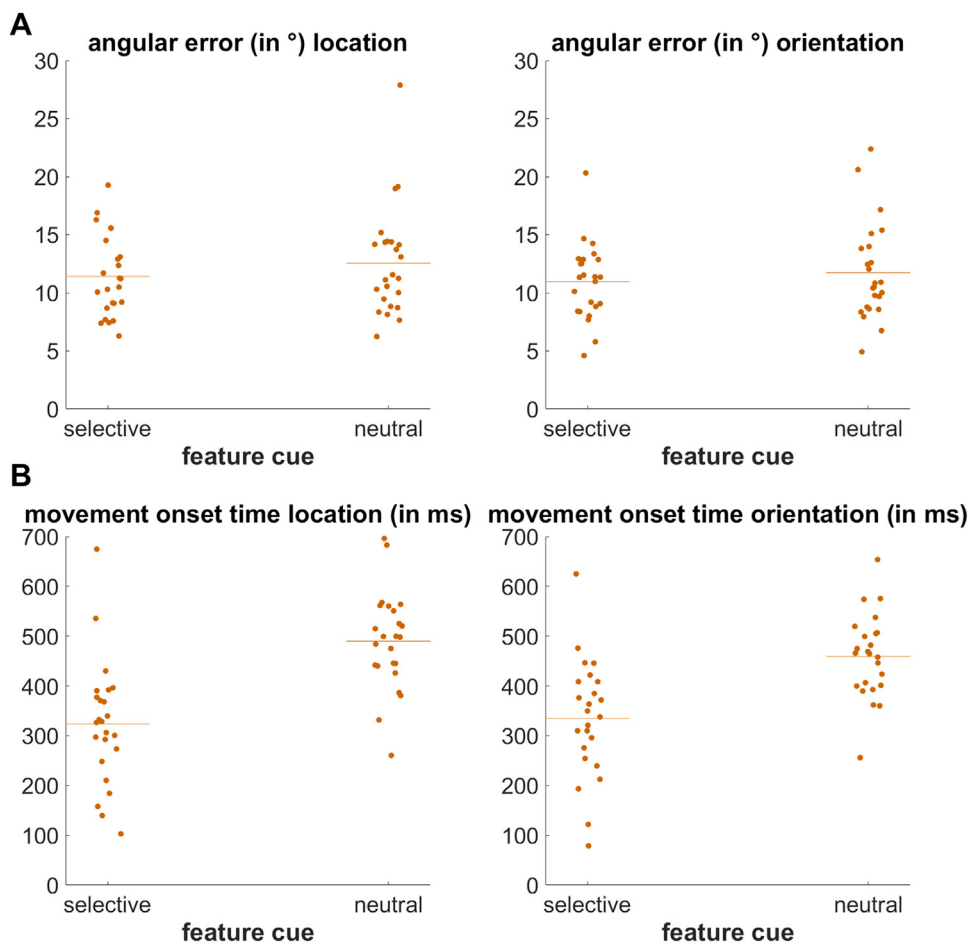 A
angular error (in °) location
angular error (in °) orientation
30
25
20
15
10
5
0
selective
neutral
feature cue
30
25
20
15
10
5
0
selective
neutral
feature cue
B
movement onset time location (in ms)
movement onset time orientation (in ms)
700
600
500
400
300
200
100
0
selective
neutral
feature cue
700
600
500
400
300
200
100
0
selective
neutral
feature cue